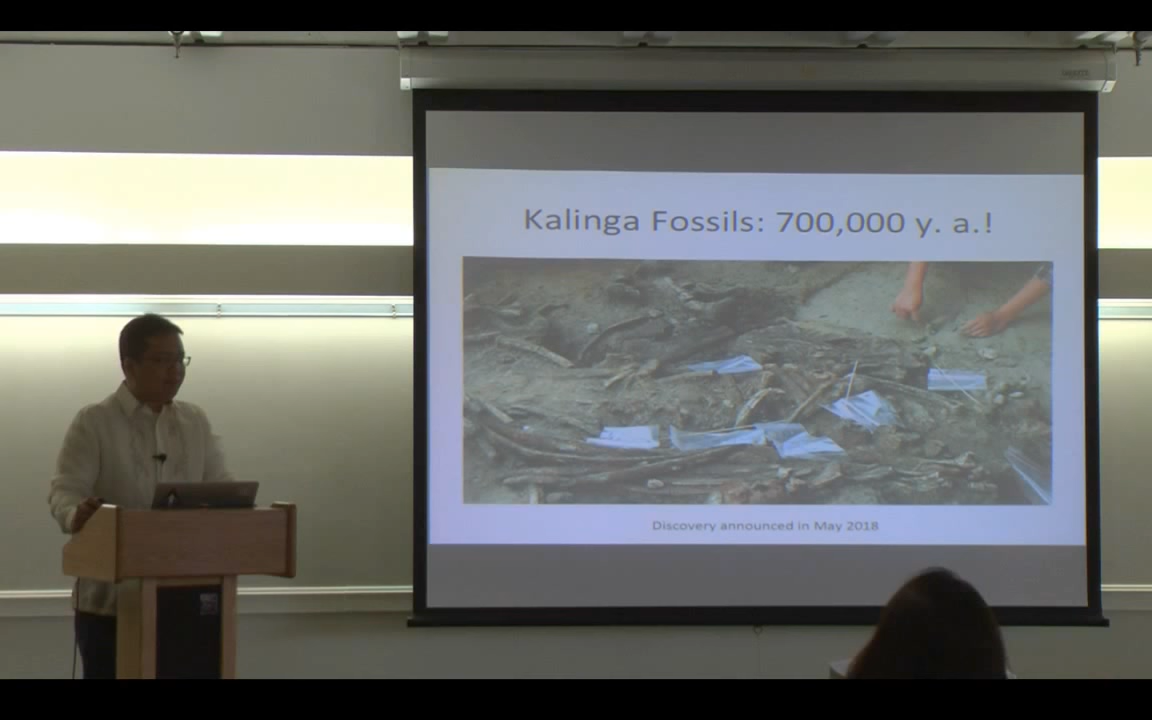 Kalinga Fossils: 700,000 y. a.!
Discovery announced in May 2018